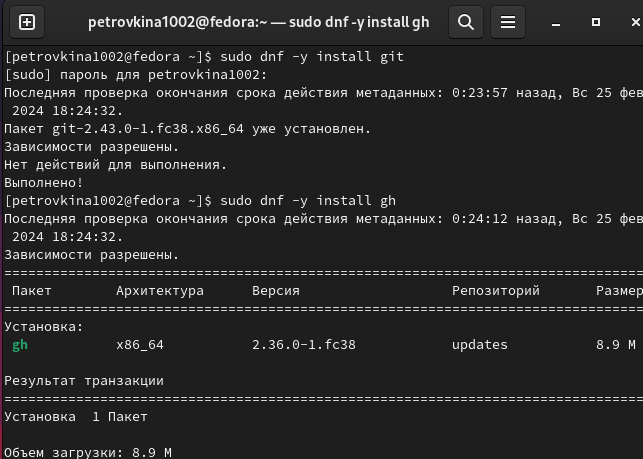 petrovkina1002@fedora:~ — sudo dnf -y install gh
[petrovkina1002@fedora ~]$ sudo dnf -y install git
[sudo] пароль для petrovkina1002:
Последняя проверка окончания срока действия метаданных: 0:23:57 назад, Вс 25 фев
 2024 18:24:32.
Пакет git-2.43.0-1.fc38.x86_64 уже установлен.
Зависимости разрешены.
Нет действий для выполнения.
Выполнено!
[petrovkina1002@fedora ~]$ sudo dnf -y install gh
Последняя проверка окончания срока действия метаданных: 0:24:12 назад, Вс 25 фев
 2024 18:24:32.
Зависимости разрешены.
================================================================================
 Пакет        Архитектура      Версия                   Репозиторий       Размер
================================================================================
Установка:
 gh           x86_64           2.36.0-1.fc38            updates           8.9 M

Результат транзакции
================================================================================
Установка  1 Пакет

Объем загрузки: 8.9 M